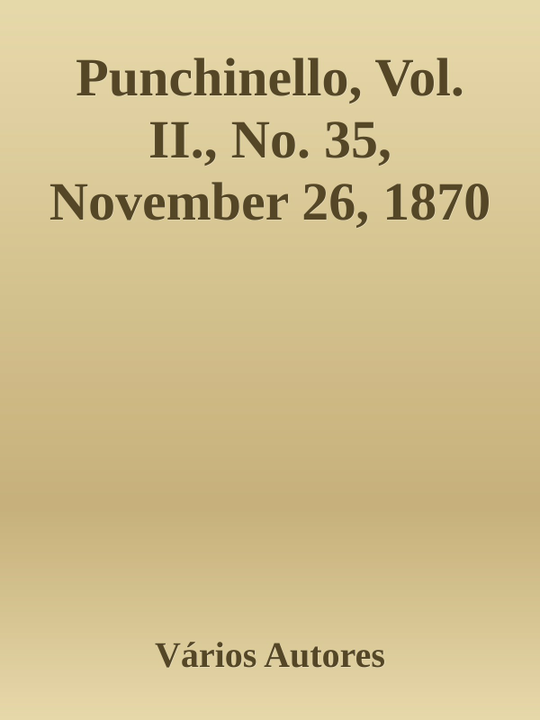 Punchinello, Vol.
II., No. 35,
November 26, 1870
Vários Autores